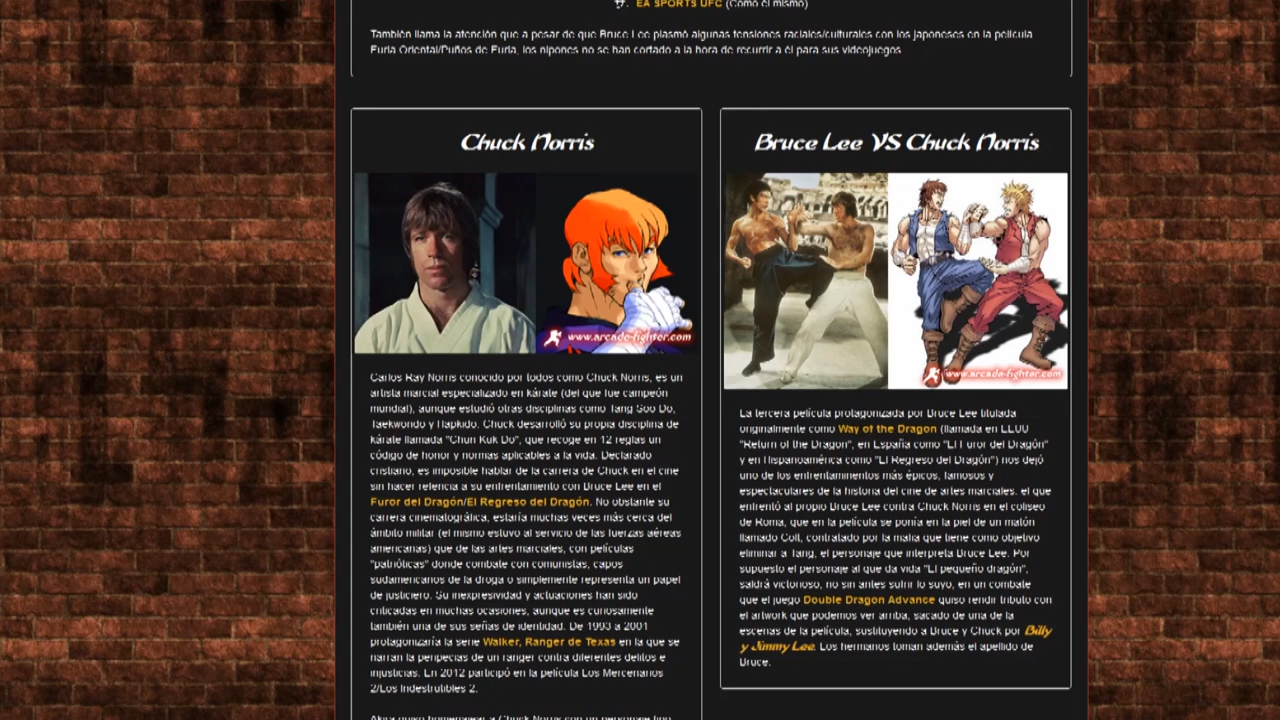 EA SPORTS UFC (Como él mismo)
También llama la atención que a pesar de que Bruce Lee plasmó algunas tensiones raciales/culturales con los japoneses en la película
Furia Oriental/Puños de Furia, los nipones no se han cortado a la hora de recurrir a él para sus videojuegos
Chuck Norris
www.arcade-fighter.com
Carlos Ray Norris conocido por todos como Chuck Norris, es un
artista marcial especializado en kárate (del que fue campeón
mundial), aunque estudió otras disciplinas como Tang Soo Do,
Taekwondo y Hapkido. Chuck desarrolló su propia disciplina de
kárate llamada "Chun Kuk Do", que recoge en 12 reglas un
código de honor y normas aplicables a la vida. Declarado
cristiano, es imposible hablar de la carrera de Chuck en el cine
sin hacer refencia a su enfrentamiento con Bruce Lee en el
Furor del Dragón/El Regreso del Dragón. No obstante su
carrera cinematográfica, estaría muchas veces más cerca del
ámbito militar (el mismo estuvo al servicio de las fuerzas aéreas
americanas) que de las artes marciales, con películas
"patrióticas" donde combate con comunistas, capos
sudamericanos de la droga o simplemente representa un papel
de justiciero. Su inexpresividad y actuaciones han sido
criticadas en muchas ocasiones, aunque es curiosamente
también una de sus señas de identidad. De 1993 a 2001
protagonizaría la serie Walker, Ranger de Texas en la que se
narran la peripecias de un ranger contra diferentes delitos e
injusticias. En 2012 participó en la película Los Mercenarios
2/Los Indestrutibles 2.
Akira quiso homenajear a Chuck Norris con un personaje tipo
Bruce Lee VS Chuck Norris
www.arcade-fighter.com
La tercera película protagonizada por Bruce Lee titulada
originalmente como Way of the Dragon (llamada en EEUU
"Return of the Dragon", en España como "El Furor del Dragón"
y en Hispanoamérica como "El Regreso del Dragón") nos dejó
uno de los enfrentaminentos más épicos, famosos y
espectaculares de la historia del cine de artes marciales. el que
enfrentó al propio Bruce Lee contra Chuck Norris en el coliseo
de Roma, que en la película se ponía en la piel de un matón
llamado Colt, contratado por la mafia que tiene como objetivo
eliminar a Tang, el personaje que interpreta Bruce Lee. Por
supuesto el personaje al que da vida "El pequeño dragón",
saldrá victorioso, no sin antes sufrir lo suyo, en un combate
que el juego Double Dragon Advance quiso rendir tributo con
el artwork que podemos ver arriba, sacado de una de la
escenas de la película, sustituyendo a Bruce y Chuck por Billy
y Jimmy Lee. Los hermanos toman además el apellido de
Bruce.